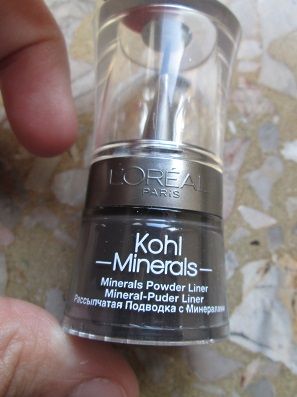 L'ORÉAL
PARIS
Kohl
Minerals
Minerals Powder Liner
Mineral-Puder Liner
Рассыпчатая Подводка с Минералами